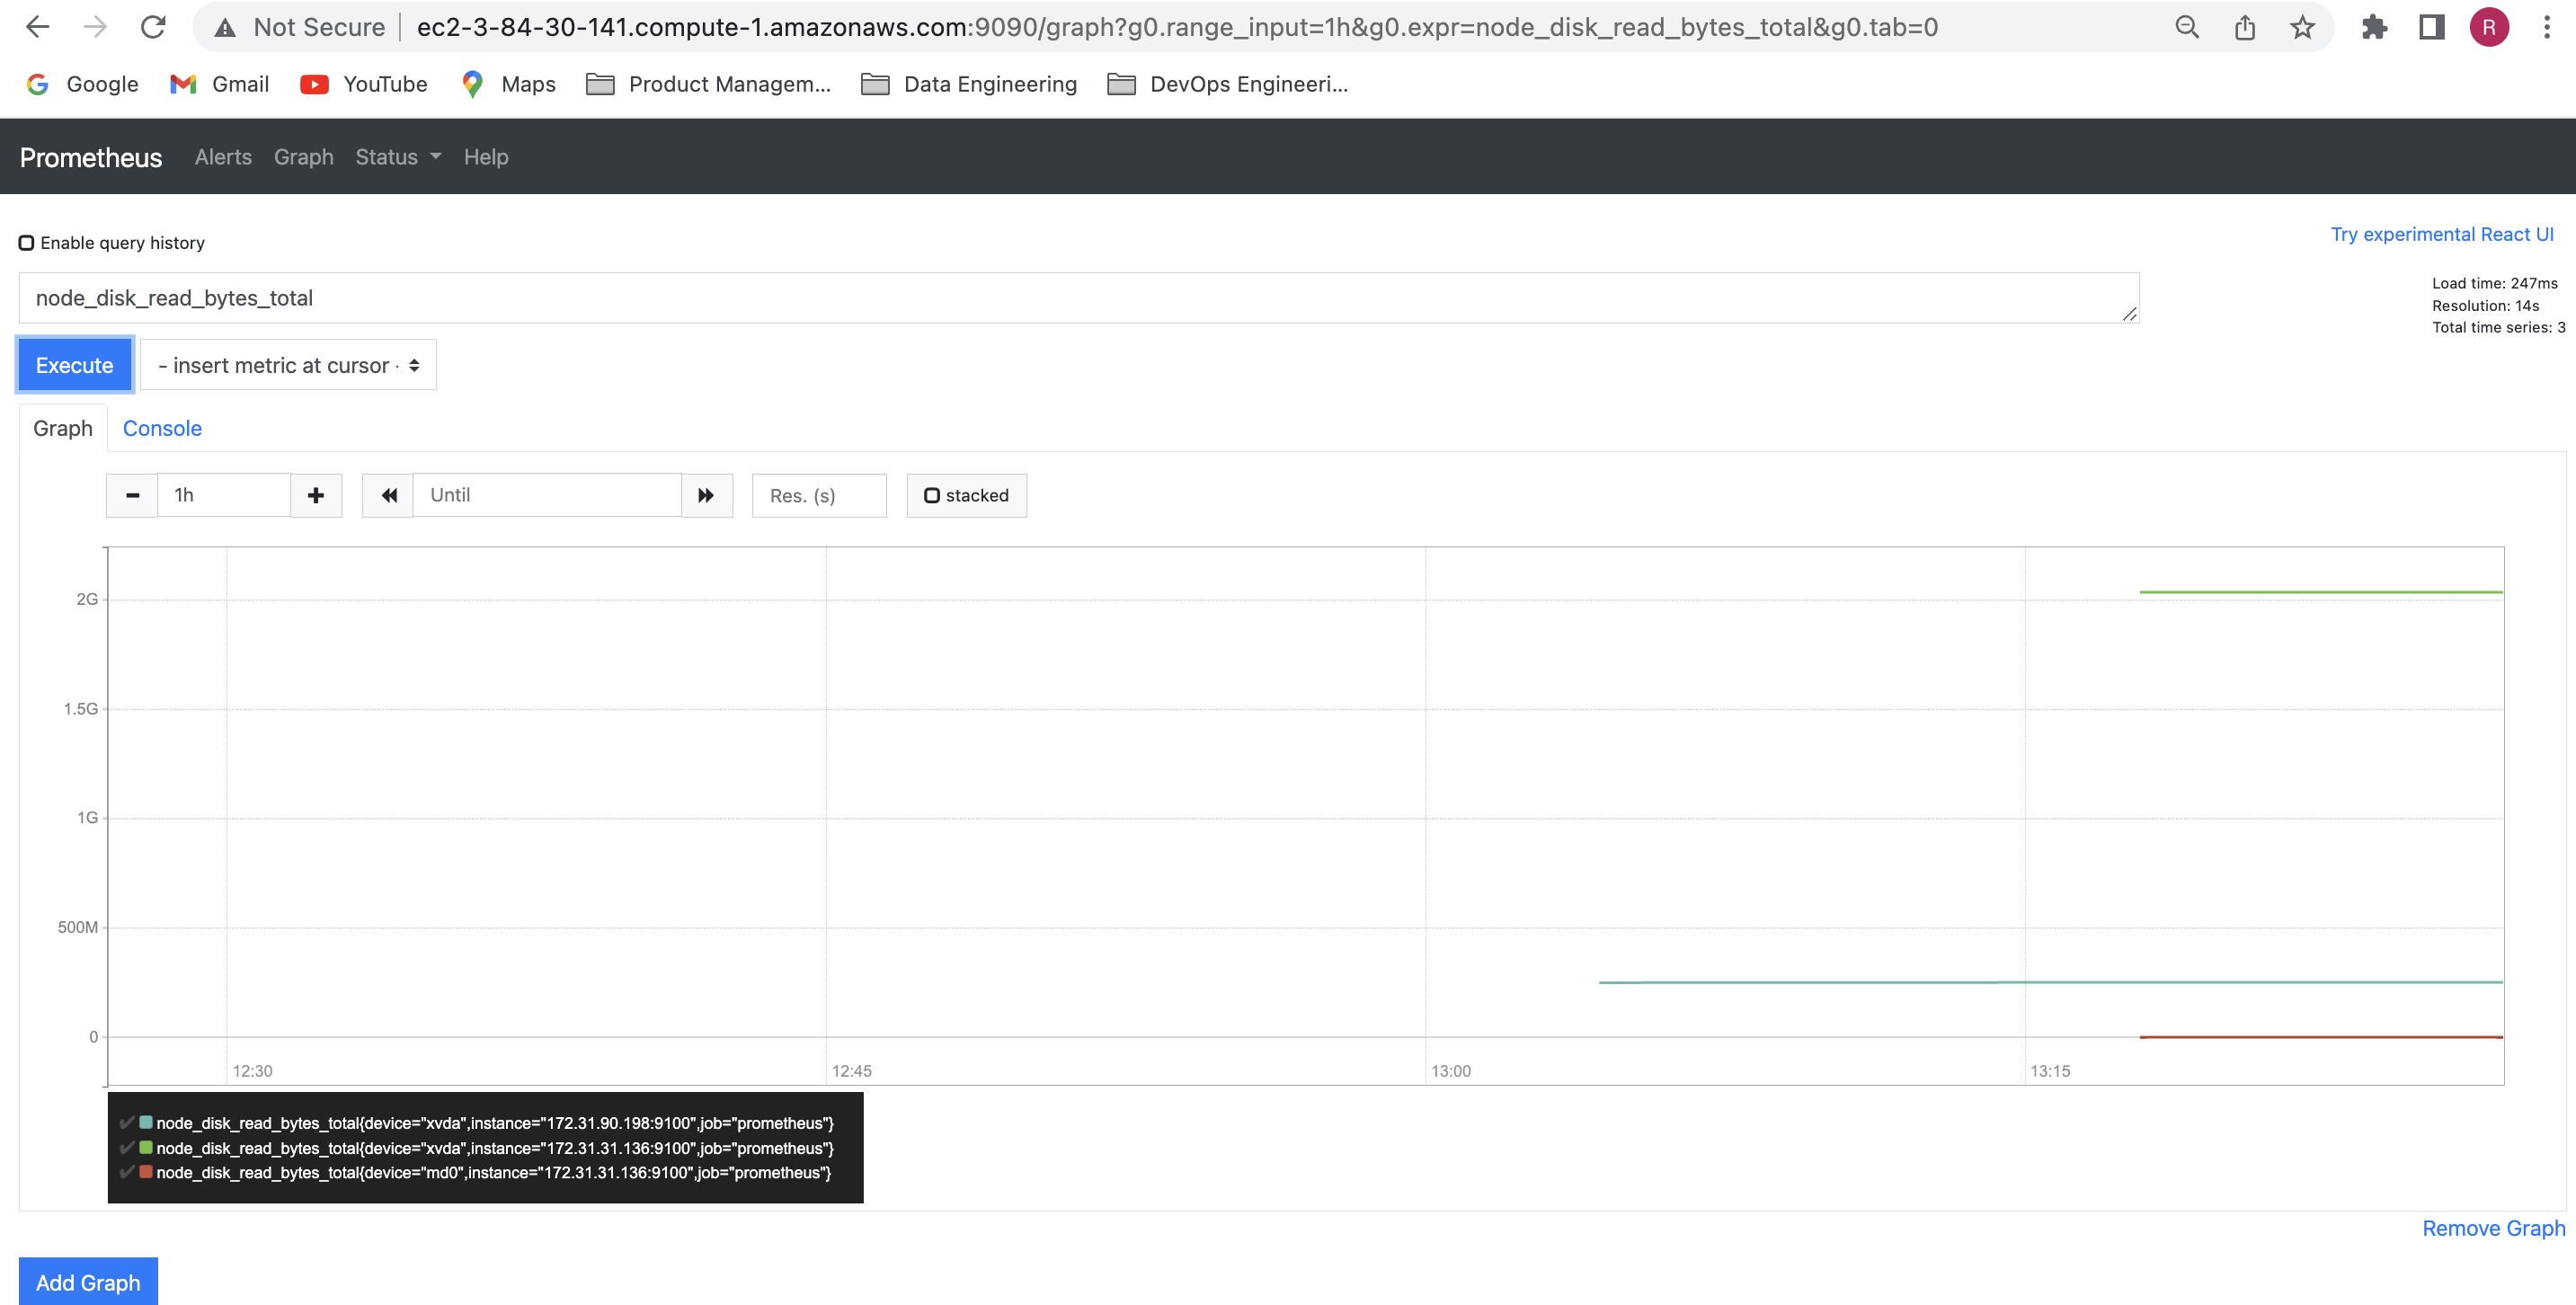 Not Secure ec2-3-84-30-141.compute-1.amazonaws.com:9090/graph?g0.range_input=1h&g0.expr=node_disk_read_bytes_total&g0.tab=0 R
Google Gmail YouTube Maps Product Managem... Data Engineering DevOps Engineeri...
Prometheus Alerts Graph Status Help
Enable query history
Try experimental React UI
node_disk_read_bytes_total
Load time: 247ms
Resolution: 14s
Total time series: 3
Execute - insert metric at cursor -
Graph Console
1h Until Res. (s) stacked
2G
1.5G
1G
500M
0
12:30 12:45 13:00 13:15
node_disk_read_bytes_total{device="xvda",instance="172.31.90.198:9100",job="prometheus"}
node_disk_read_bytes_total{device="xvda",instance="172.31.31.136:9100",job="prometheus"}
node_disk_read_bytes_total{device="md0",instance="172.31.31.136:9100",job="prometheus"}
Remove Graph
Add Graph